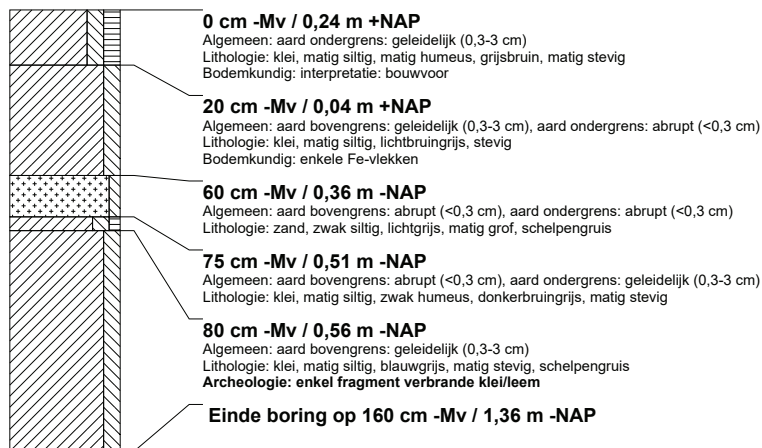 0 cm -Mv / 0,24 m +NAP
Algemeen: aard ondergrens: geleidelijk (0,3-3 cm)
Lithologie: klei, matig siltig, matig humeus, grijsbruin, matig stevig
Bodemkundig: interpretatie: bouwvoor
20 cm -Mv / 0,04 m +NAP
Algemeen: aard bovengrens: geleidelijk (0,3-3 cm), aard ondergrens: abrupt (<0,3 cm)
Lithologie: klei, matig siltig, lichtbruingrijs, stevig
Bodemkundig: enkele Fe-vlekken
60 cm -Mv / 0,36 m -NAP
Algemeen: aard bovengrens: abrupt (<0,3 cm), aard ondergrens: abrupt (<0,3 cm)
Lithologie: zand, zwak siltig, lichtgrijs, matig grof, schelpengruis
75 cm -Mv / 0,51 m -NAP
Algemeen: aard bovengrens: abrupt (<0,3 cm), aard ondergrens: geleidelijk (0,3-3 cm)
Lithologie: klei, matig siltig, zwak humeus, donkerbruingrijs, matig stevig
80 cm -Mv / 0,56 m -NAP
Algemeen: aard bovengrens: geleidelijk (0,3-3 cm)
Lithologie: klei, matig siltig, blauwgrijs, matig stevig, schelpengruis
Archeologie: enkel fragment verbrande klei/leem
Einde boring op 160 cm -Mv / 1,36 m -NAP